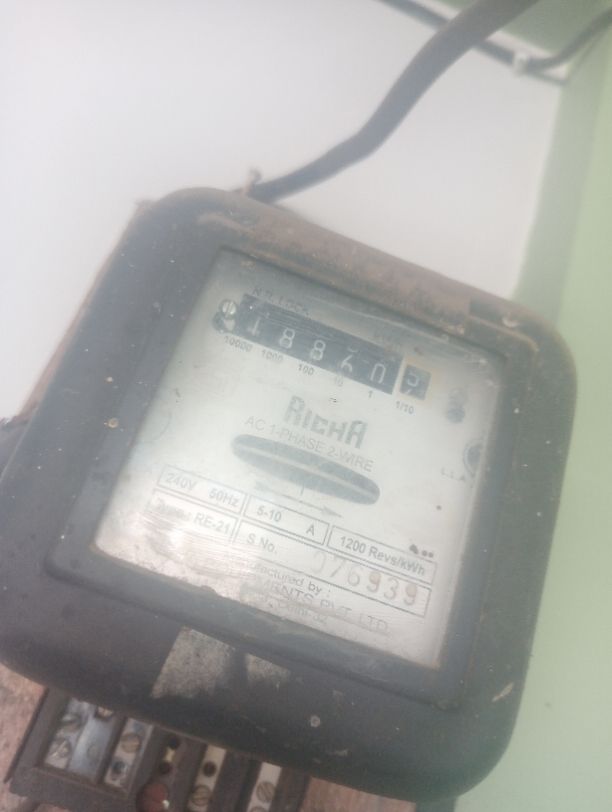 18860
10000 1000 100 10 1 1/10
RICHA
AC 1-PHASE 2-WIRE
240V 50Hz 5-10 A 1200 Revs/kWh
RE-21 S.No. 076939
by :
PVT. LTD.